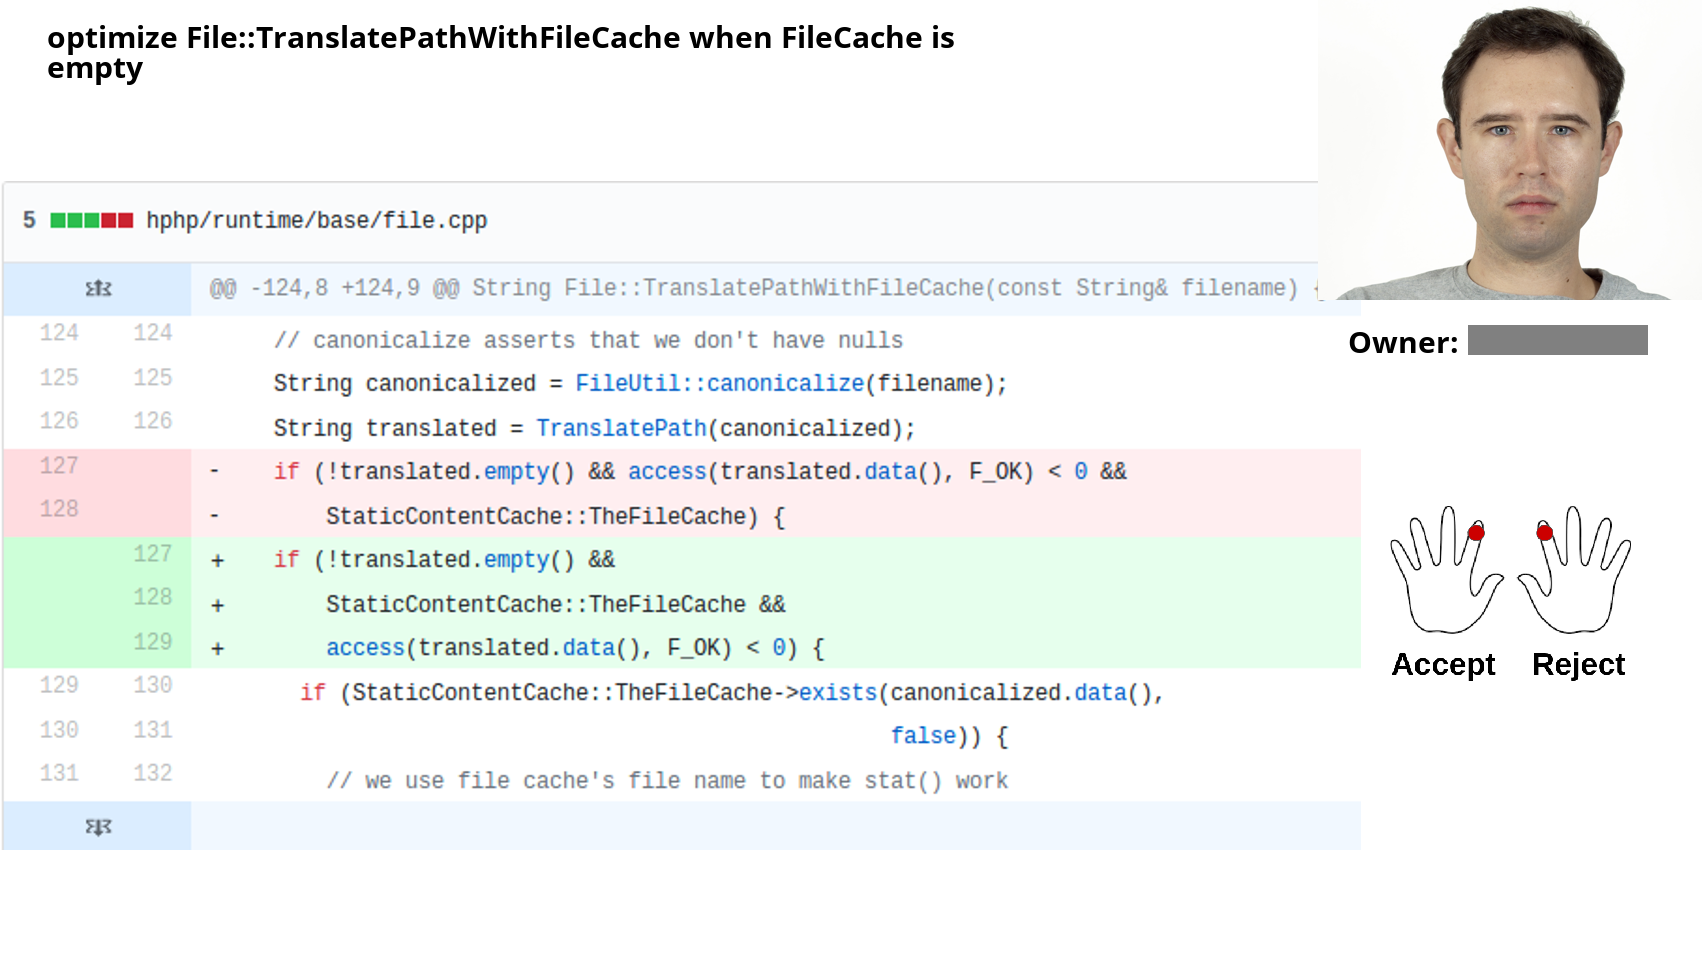 optimize File::TranslatePathWithFileCache when FileCache is
empty
5 hphp/runtime/base/file.cpp
@@ -124,8 +124,9 @@ String File::TranslatePathWithFileCache(const String& filename) {
124 124 // canonicalize asserts that we don't have nulls
125 125 String canonicalized = FileUtil::canonicalize(filename);
126 126 String translated = TranslatePath(canonicalized);
127 - if (!translated.empty() && access(translated.data(), F_OK) < 0 &&
128 - StaticContentCache::TheFileCache) {
127 + if (!translated.empty() &&
128 + StaticContentCache::TheFileCache &&
129 + access(translated.data(), F_OK) < 0) {
129 130 if (StaticContentCache::TheFileCache->exists(canonicalized.data(),
130 131 false)) {
131 132 // we use file cache's file name to make stat() work
Owner:
Accept Reject